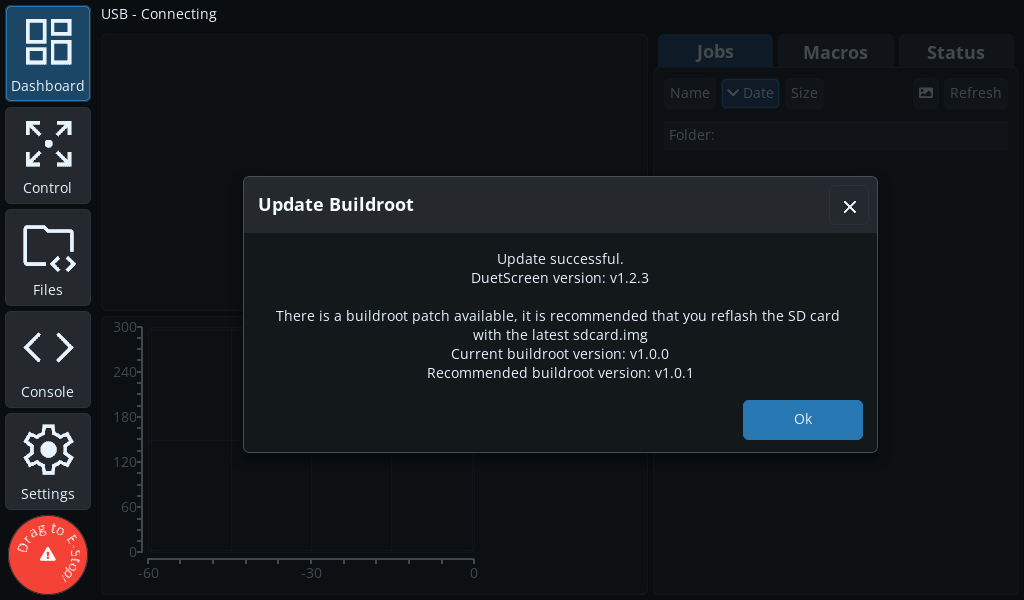 USB - Connecting
Dashboard
Control
Files
Console
Settings
Drag to E-Stop!
Jobs
Macros
Status
Name
Date
Size
Refresh
Folder:
Update Buildroot
Update successful.
DuetScreen version: v1.2.3
There is a buildroot patch available, it is recommended that you reflash the SD card
with the latest sdcard.img
Current buildroot version: v1.0.0
Recommended buildroot version: v1.0.1
Ok
300
240
180
120
60
0
-60
-30
0